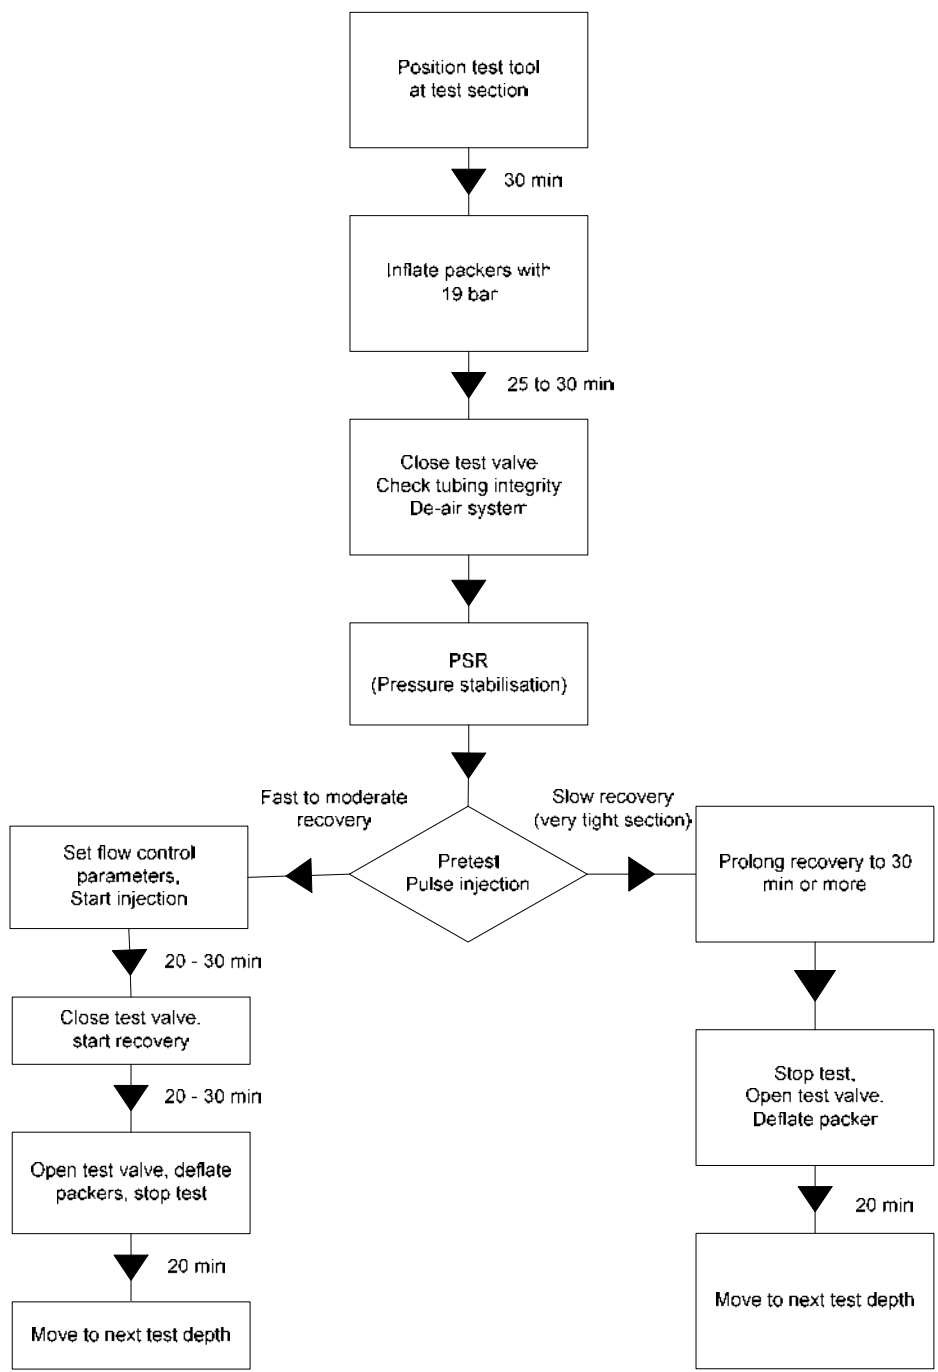 Position test tool
at test section
30 min
Inflate packers with
19 bar
25 to 30 min
Close test valve
Check tubing integrity
De-air system
PSR
(Pressure stabilisation)
Fast to moderate
recovery
Slow recovery
(very tight section)
Pretest
Pulse injection
Set flow control
parameters,
Start injection
Prolong recovery to 30
min or more
20 - 30 min
Close test valve.
start recovery
20 - 30 min
Open test valve, deflate
packers, stop test
20 min
Move to next test depth
Stop test,
Open test valve.
Deflate packer
20 min
Move to next test depth